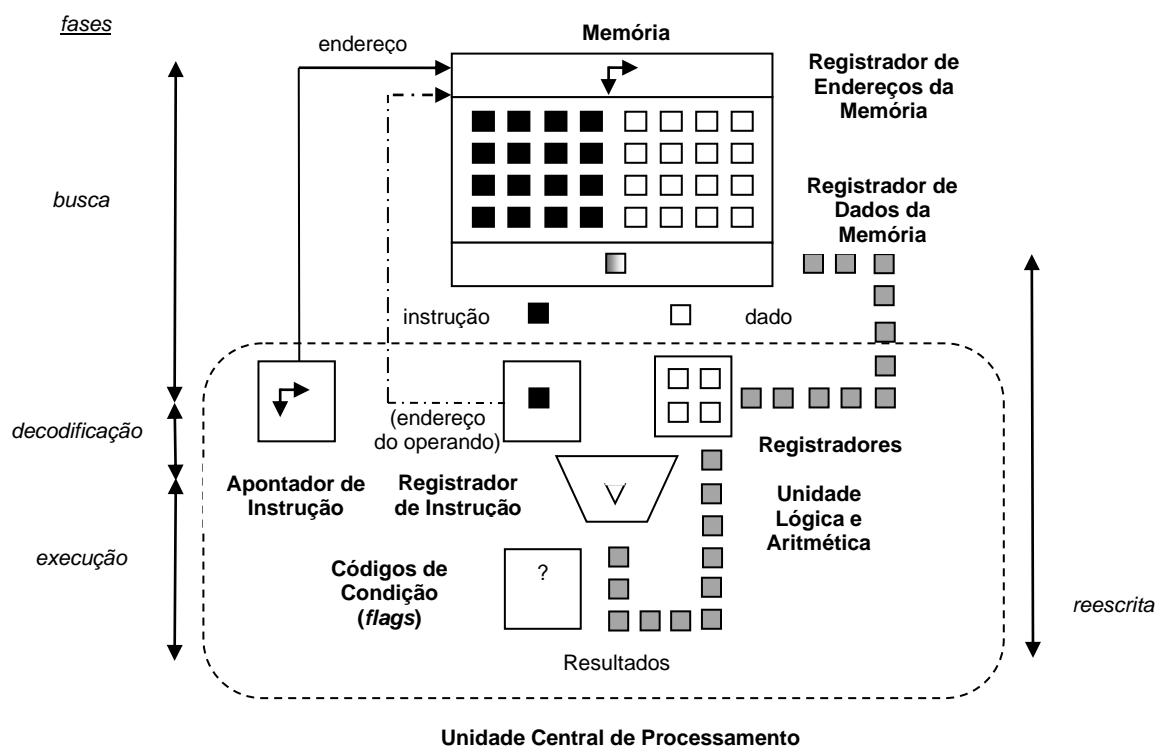 fases
Memória
endereço
Registrador de
Endereços da
Memória
busca
Registrador de
Dados da
Memória
instrução
dado
decodificação
(endereço
do operando)
Registradores
Apontador de
Instrução
Registrador
de Instrução
Unidade
Lógica e
Aritmética
execução
Códigos de
Condição
(flags)
?
reescrita
Resultados
Unidade Central de Processamento